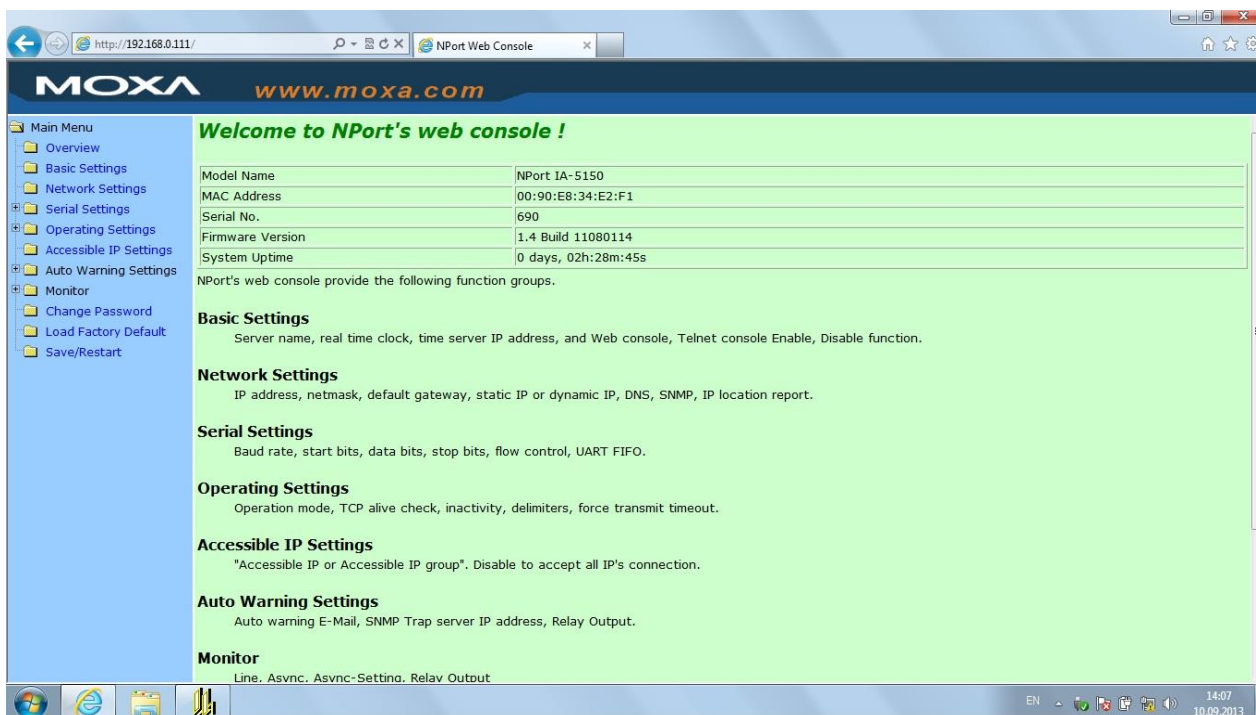 http://192.168.0.111/
NPort Web Console
MOXA
www.moxa.com
Main Menu
Overview
Basic Settings
Network Settings
Serial Settings
Operating Settings
Accessible IP Settings
Auto Warning Settings
Monitor
Change Password
Load Factory Default
Save/Restart
Welcome to NPort's web console !
Model Name NPort IA-5150
MAC Address 00:90:E8:34:E2:F1
Serial No. 690
Firmware Version 1.4 Build 11080114
System Uptime 0 days, 02h:28m:45s
NPort's web console provide the following function groups.
Basic Settings
Server name, real time clock, time server IP address, and Web console, Telnet console Enable, Disable function.
Network Settings
IP address, netmask, default gateway, static IP or dynamic IP, DNS, SNMP, IP location report.
Serial Settings
Baud rate, start bits, data bits, stop bits, flow control, UART FIFO.
Operating Settings
Operation mode, TCP alive check, inactivity, delimiters, force transmit timeout.
Accessible IP Settings
"Accessible IP or Accessible IP group". Disable to accept all IP's connection.
Auto Warning Settings
Auto warning E-Mail, SNMP Trap server IP address, Relay Output.
Monitor
Line, Async, Async-Setting, Relay Output
EN
14:07
10.09.2013